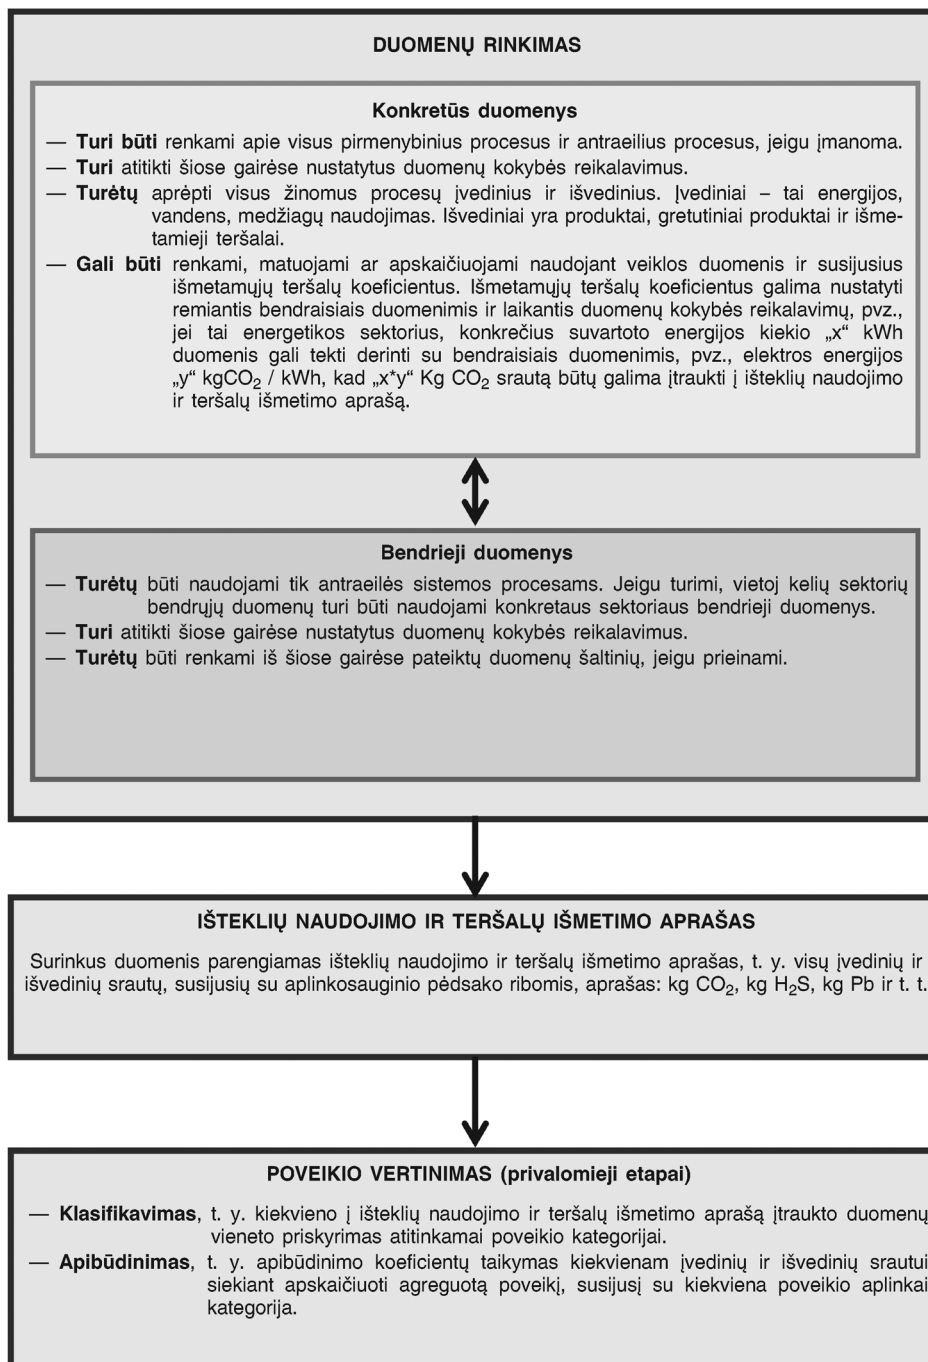 DUOMENŲ RINKIMAS
Konkretūs duomenys
— Turi būti renkami apie visus pirmenybinius procesus ir antraeilius procesus, jeigu įmanoma.
— Turi atitikti šiose gairėse nustatytus duomenų kokybės reikalavimus.
— Turėtų aprėpti visus žinomus procesų įvedinius ir išvedinius. Įvediniai – tai energijos,
vandens, medžiagų naudojimas. Išvediniai yra produktai, gretutiniai produktai ir išme-
tamieji teršalai.
— Gali būti renkami, matuojami ar apskaičiuojami naudojant veiklos duomenis ir susijusius
išmetamųjų teršalų koeficientus. Išmetamųjų teršalų koeficientus galima nustatyti
remiantis bendraisiais duomenimis ir laikantis duomenų kokybės reikalavimų, pvz.,
jei tai energetikos sektorius, konkrečius suvartoto energijos kiekio „x“ kWh
duomenis gali tekti derinti su bendraisiais duomenimis, pvz., elektros energijos
„y“ kgCO₂ / kWh, kad „x*y“ Kg CO₂ srautą būtų galima įtraukti į išteklių naudojimo
ir teršalų išmetimo aprašą.
Bendrieji duomenys
— Turėtų būti naudojami tik antraeilės sistemos procesams. Jeigu turimi, vietoj kelių sektorių
bendrųjų duomenų turi būti naudojami konkretaus sektoriaus bendrieji duomenys.
— Turi atitikti šiose gairėse nustatytus duomenų kokybės reikalavimus.
— Turėtų būti renkami iš šiose gairėse pateiktų duomenų šaltinių, jeigu prieinami.
IŠTEKLIŲ NAUDOJIMO IR TERŠALŲ IŠMETIMO APRAŠAS
Surinkus duomenis parengiamas išteklių naudojimo ir teršalų išmetimo aprašas, t. y. visų įvedinių ir
išvedinių srautų, susijusių su aplinkosauginio pėdsako ribomis, aprašas: kg CO₂, kg H₂S, kg Pb ir t. t.
POVEIKIO VERTINIMAS (privalomieji etapai)
— Klasifikavimas, t. y. kiekvieno į išteklių naudojimo ir teršalų išmetimo aprašą įtraukto duomenų
vieneto priskyrimas atitinkamai poveikio kategorijai.
— Apibūdinimas, t. y. apibūdinimo koeficientų taikymas kiekvienam įvedinių ir išvedinių srautui
siekiant apskaičiuoti agreguotą poveikį, susijusį su kiekviena poveikio aplinkai
kategorija.